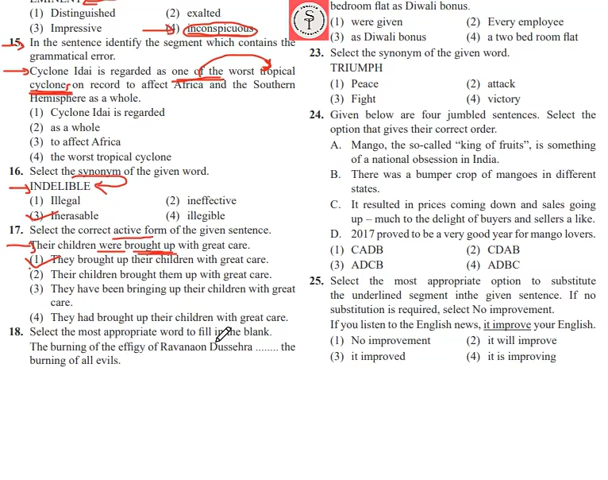 EMINENT
(1) Distinguished (2) exalted
(3) Impressive (4) inconspicuous
15. In the sentence identify the segment which contains the
grammatical error.
Cyclone Idai is regarded as one of the worst tropical
cyclone on record to affect Africa and the Southern
Hemisphere as a whole.
(1) Cyclone Idai is regarded
(2) as a whole
(3) to affect Africa
(4) the worst tropical cyclone
16. Select the synonym of the given word.
INDELIBLE
(1) Illegal (2) ineffective
(3) Inerasable (4) illegible
17. Select the correct active form of the given sentence.
Their children were brought up with great care.
(1) They brought up their children with great care.
(2) Their children brought them up with great care.
(3) They have been bringing up their children with great
care.
(4) They had brought up their children with great care.
18. Select the most appropriate word to fill in the blank.
The burning of the effigy of Ravanaon Dussehra ........ the
burning of all evils.
bedroom flat as Diwali bonus.
(1) were given (2) Every employee
(3) as Diwali bonus (4) a two bed room flat
23. Select the synonym of the given word.
TRIUMPH
(1) Peace (2) attack
(3) Fight (4) victory
24. Given below are four jumbled sentences. Select the
option that gives their correct order.
A. Mango, the so-called “king of fruits”, is something
of a national obsession in India.
B. There was a bumper crop of mangoes in different
states.
C. It resulted in prices coming down and sales going
up – much to the delight of buyers and sellers a like.
D. 2017 proved to be a very good year for mango lovers.
(1) CADB (2) CDAB
(3) ADCB (4) ADBC
25. Select the most appropriate option to substitute
the underlined segment inthe given sentence. If no
substitution is required, select No improvement.
If you listen to the English news, it improve your English.
(1) No improvement (2) it will improve
(3) it improved (4) it is improving